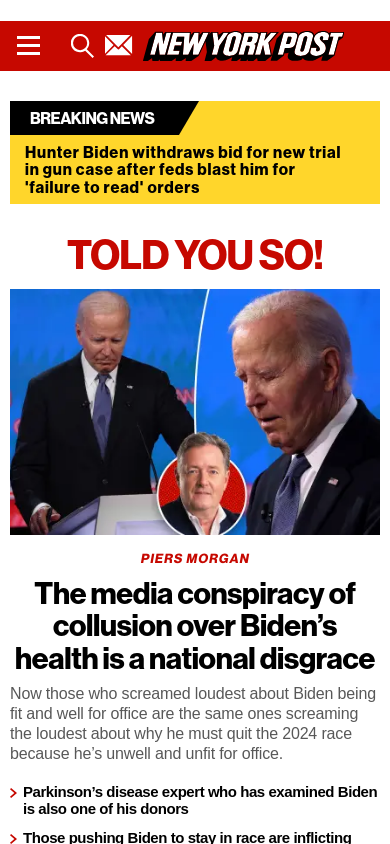 NEW YORK POST
BREAKING NEWS
Hunter Biden withdraws bid for new trial
in gun case after feds blast him for
'failure to read' orders
TOLD YOU SO!
PIERS MORGAN
The media conspiracy of
collusion over Biden’s
health is a national disgrace
Now those who screamed loudest about Biden being
fit and well for office are the same ones screaming
the loudest about why he must quit the 2024 race
because he’s unwell and unfit for office.
Parkinson’s disease expert who has examined Biden
is also one of his donors
Those pushing Biden to stay in race are inflicting